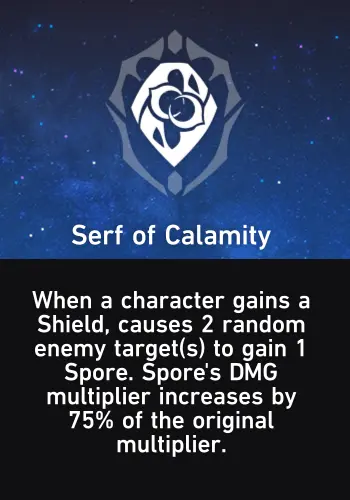 Serf of Calamity
When a character gains a
Shield, causes 2 random
enemy target(s) to gain 1
Spore. Spore's DMG
multiplier increases by
75% of the original
multiplier.